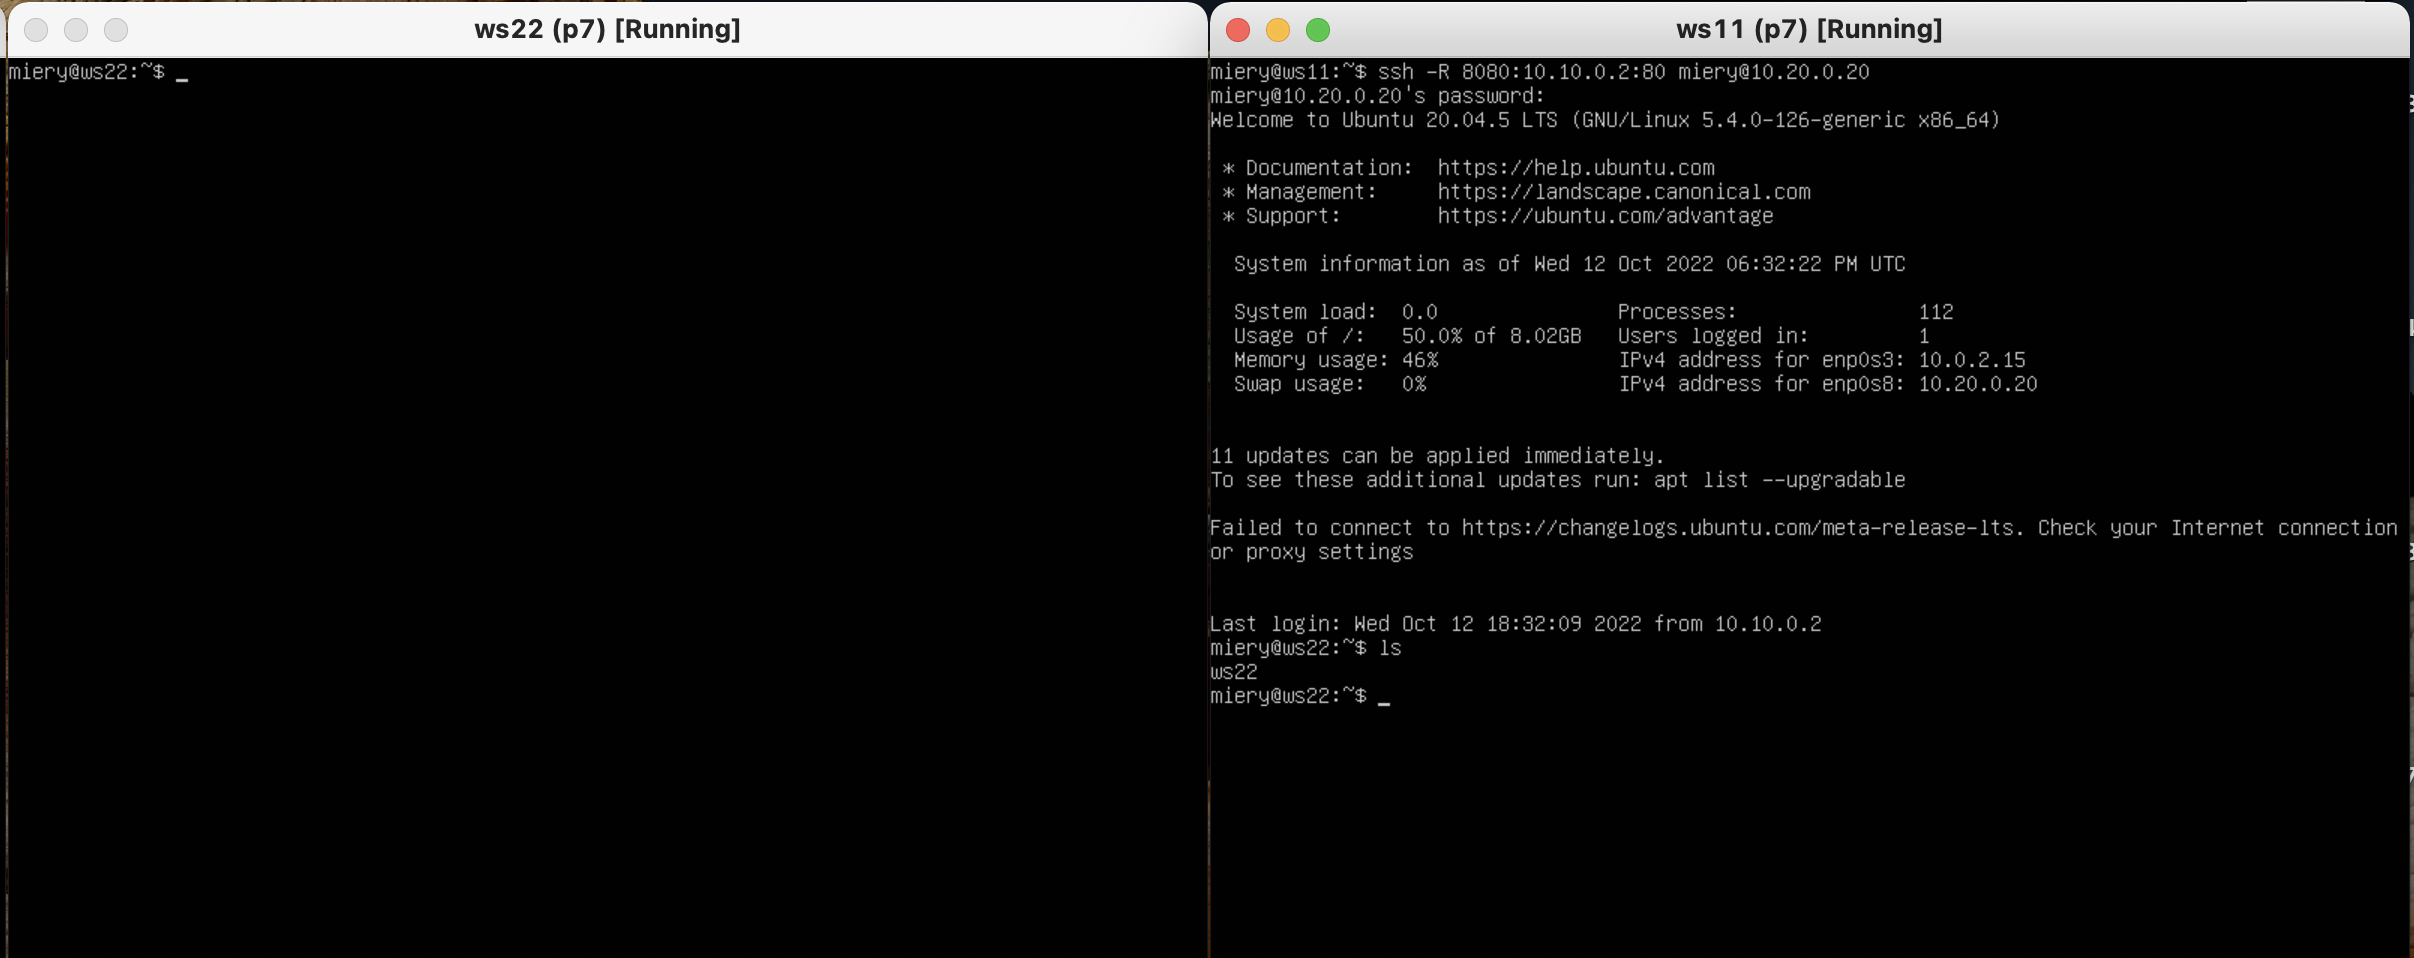 ws22 (p7) [Running]
miery@ws22:~$ _
ws11 (p7) [Running]
miery@ws11:~$ ssh -R 8080:10.10.0.2:80 miery@10.20.0.20
miery@10.20.0.20's password:
Welcome to Ubuntu 20.04.5 LTS (GNU/Linux 5.4.0-126-generic x86_64)
* Documentation:  https://help.ubuntu.com
* Management:     https://landscape.canonical.com
* Support:        https://ubuntu.com/advantage
System information as of Wed 12 Oct 2022 06:32:22 PM UTC
System load:  0.0               Processes:               112
Usage of /:   50.0% of 8.02GB   Users logged in:         1
Memory usage: 46%               IPv4 address for enp0s3: 10.0.2.15
Swap usage:   0%                IPv4 address for enp0s8: 10.20.0.20
11 updates can be applied immediately.
To see these additional updates run: apt list --upgradable
Failed to connect to https://changelogs.ubuntu.com/meta-release-lts. Check your Internet connection
or proxy settings
Last login: Wed Oct 12 18:32:09 2022 from 10.10.0.2
miery@ws22:~$ ls
ws22
miery@ws22:~$ _